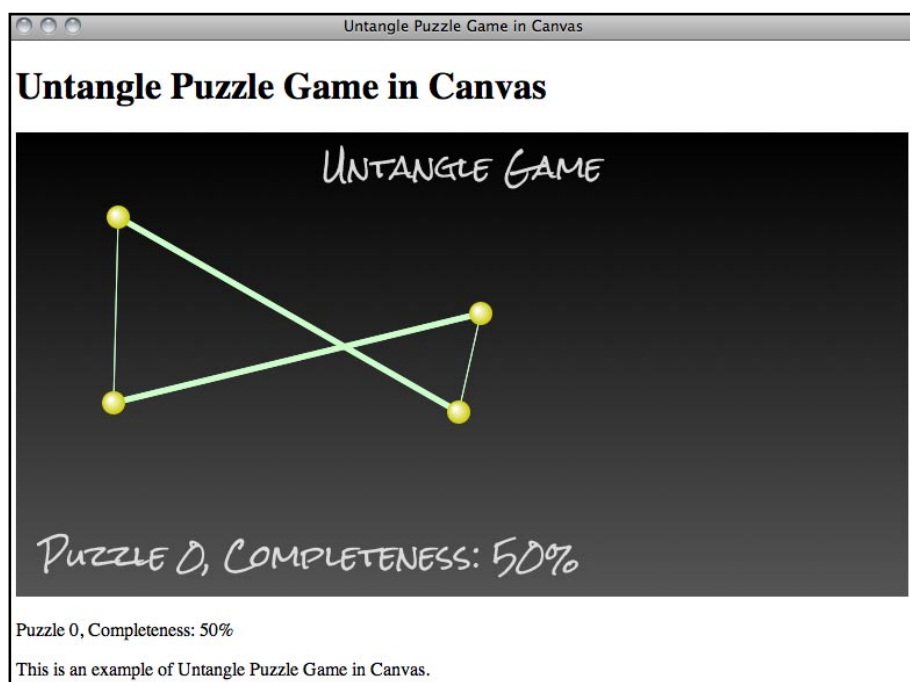 Untangle Puzzle Game in Canvas
Untangle Puzzle Game in Canvas
Untangle Game
Puzzle 0, Completeness: 50%
Puzzle 0, Completeness: 50%
This is an example of Untangle Puzzle Game in Canvas.